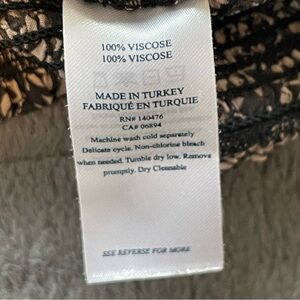 100% VISCOSE
100% VISCOSE
MADE IN TURKEY
FABRIQUÉ EN TURQUIE
RN# 140476
CA# 06894
Machine wash cold separately
Delicate cycle. Non-chlorine bleach
when needed. Tumble dry low. Remove
promptly. Dry Cleanable
SEE REVERSE FOR MORE